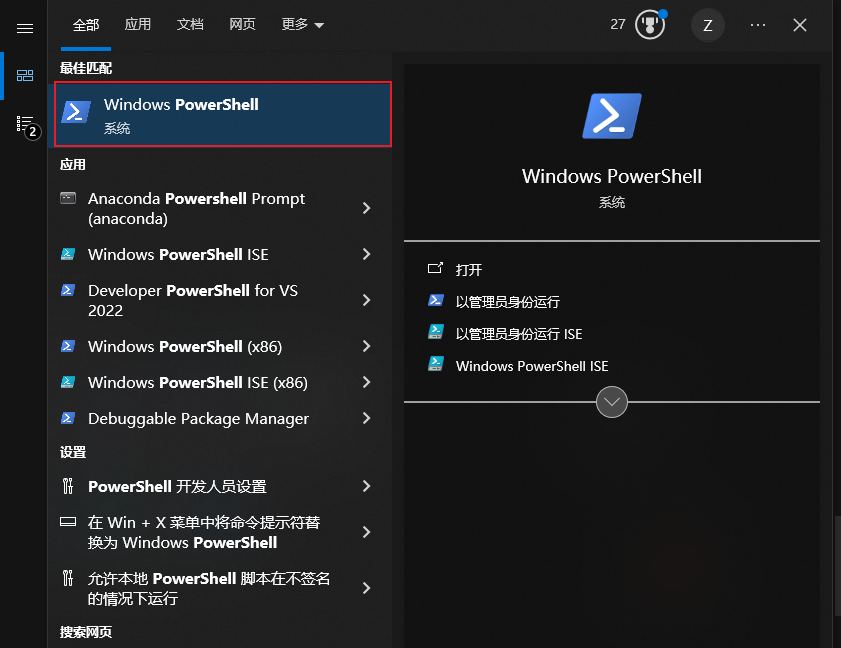 全部 应用 文档 网页 更多 27 Z
最佳匹配
Windows PowerShell
系统
应用
Anaconda Powershell Prompt
(anaconda)
Windows PowerShell ISE
Developer PowerShell for VS
2022
Windows PowerShell (x86)
Windows PowerShell ISE (x86)
Debuggable Package Manager
设置
PowerShell 开发人员设置
在 Win + X 菜单中将命令提示符替
换为 Windows PowerShell
允许本地 PowerShell 脚本在不签名
的情况下运行
搜索网页
2
Windows PowerShell
系统
打开
以管理员身份运行
以管理员身份运行 ISE
Windows PowerShell ISE